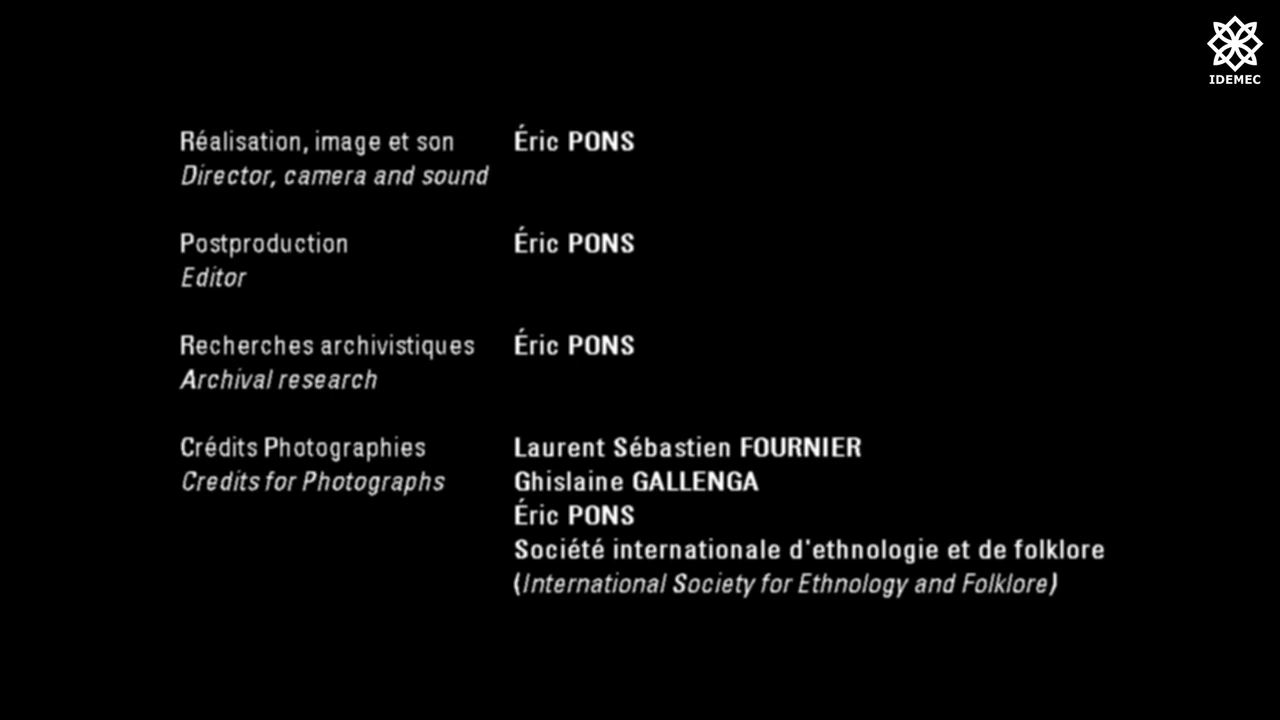 IDEMEC
Réalisation, image et son Éric PONS
Director, camera and sound
Postproduction Éric PONS
Editor
Recherches archivistiques Éric PONS
Archival research
Crédits Photographies Laurent Sébastien FOURNIER
Credits for Photographs Ghislaine GALLENGA
Éric PONS
Société internationale d'ethnologie et de folklore
(International Society for Ethnology and Folklore)